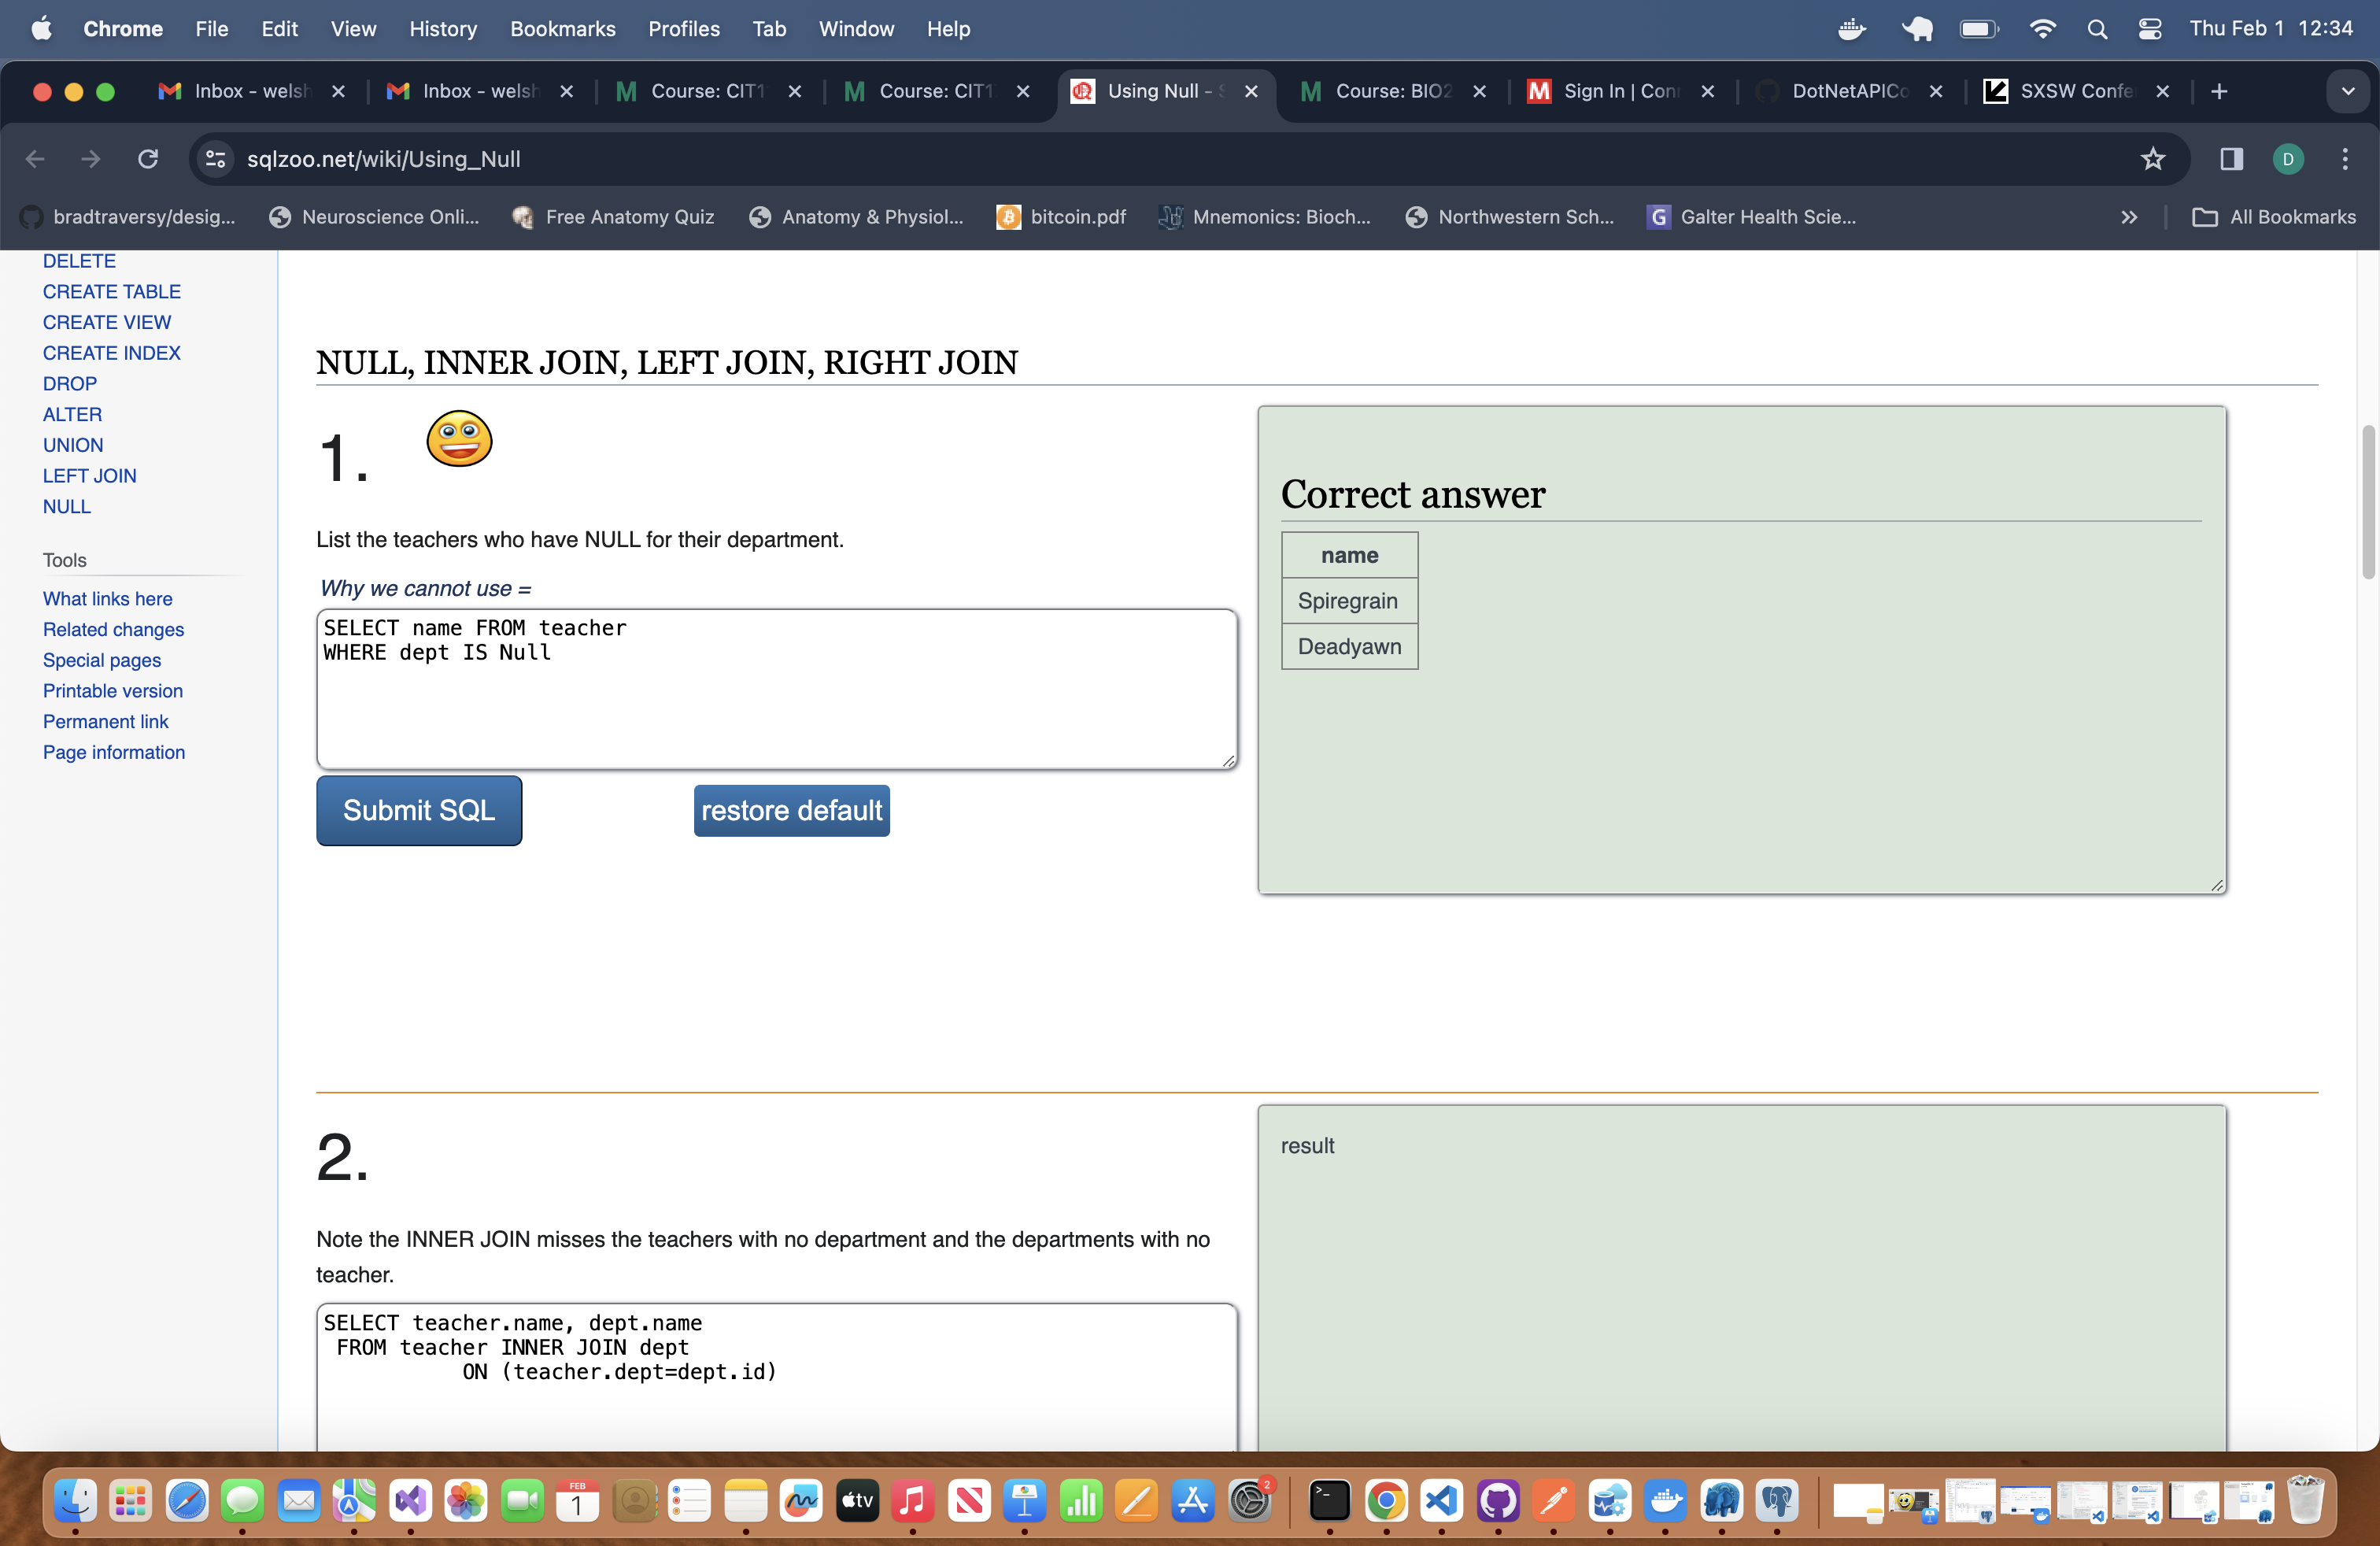 Chrome File Edit View History Bookmarks Profiles Tab Window Help Thu Feb 1 12:34
Inbox - welsh Inbox - welsh Course: CIT1 Course: CIT1 Using Null - S Course: BIO2 Sign In | Con DotNetAPICo SXSW Confe
sqlzoo.net/wiki/Using_Null D
bradtraversy/desig... Neuroscience Onli... Free Anatomy Quiz Anatomy & Physiol... bitcoin.pdf Mnemonics: Bioch... Northwestern Sch... G Galter Health Scie... » All Bookmarks
DELETE
CREATE TABLE
CREATE VIEW
CREATE INDEX
DROP
ALTER
UNION
LEFT JOIN
NULL
Tools
What links here
Related changes
Special pages
Printable version
Permanent link
Page information
NULL, INNER JOIN, LEFT JOIN, RIGHT JOIN
1.
List the teachers who have NULL for their department.
Why we cannot use =
SELECT name FROM teacher
WHERE dept IS Null
Submit SQL restore default
Correct answer
name
Spiregrain
Deadyawn
2.
Note the INNER JOIN misses the teachers with no department and the departments with no
teacher.
SELECT teacher.name, dept.name
FROM teacher INNER JOIN dept
ON (teacher.dept=dept.id)
result
FEB
1
tv
2